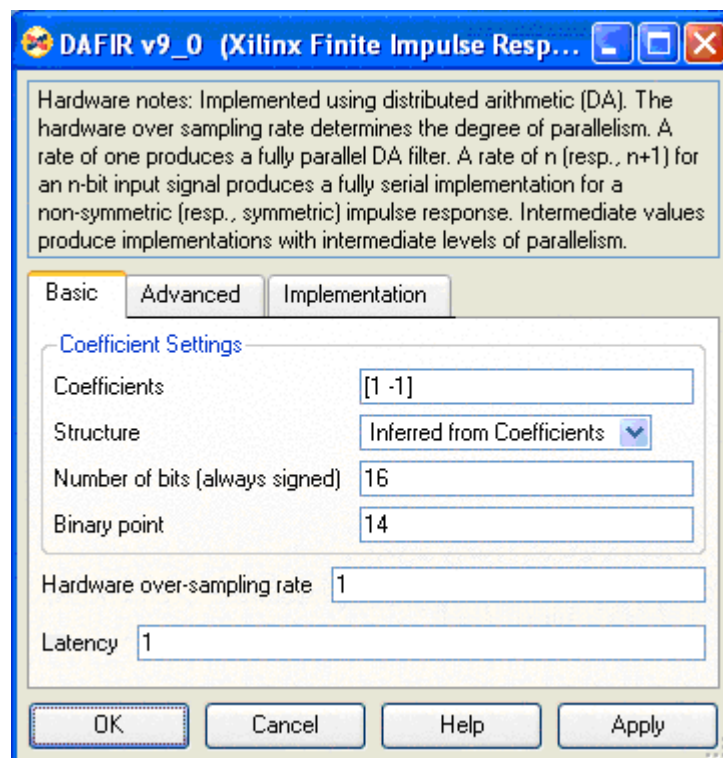 DAFIR v9_0 (Xilinx Finite Impulse Resp...
Hardware notes: Implemented using distributed arithmetic (DA). The
hardware over sampling rate determines the degree of parallelism. A
rate of one produces a fully parallel DA filter. A rate of n (resp., n+1) for
an n-bit input signal produces a fully serial implementation for a
non-symmetric (resp., symmetric) impulse response. Intermediate values
produce implementations with intermediate levels of parallelism.
Basic Advanced Implementation
Coefficient Settings
Coefficients [1 -1]
Structure Inferred from Coefficients
Number of bits (always signed) 16
Binary point 14
Hardware over-sampling rate 1
Latency 1
OK Cancel Help Apply